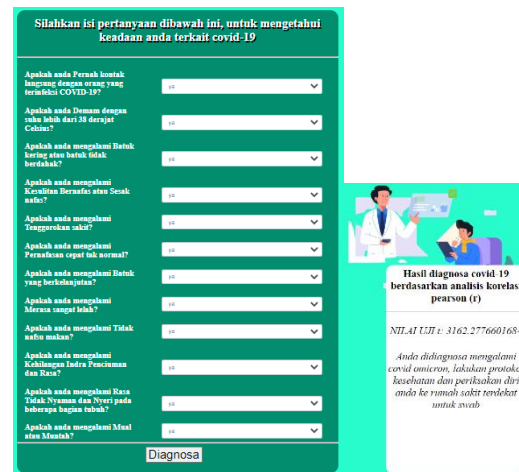 Silahkan isi pertanyaan dibawah ini, untuk mengetahui
keadaan anda terkait covid-19
Apakah anda Pernah kontak
langsung dengan orang yang
terinfeksi COVID-19?
ya
Apakah anda Demam dengan
suhu lebih dari 38 derajat
Celsius?
ya
Apakah anda mengalami Batuk
kering atau batuk tidak
berdahak?
ya
Apakah anda mengalami
Kesulitan Bernafas atau Sesak
nafas?
ya
Apakah anda mengalami
Tenggorokan sakit?
ya
Apakah anda mengalami
Pernafasan cepat tak normal?
ya
Apakah anda mengalami Batuk
yang berkelanjutan?
ya
Apakah anda mengalami
Merasa sangat lelah?
ya
Apakah anda mengalami Tidak
nafsu makan?
ya
Apakah anda mengalami
Kehilangan Indra Penciuman
dan Rasa?
ya
Apakah anda mengalami Rasa
Tidak Nyaman dan Nyeri pada
beberapa bagian tubuh?
ya
Apakah anda mengalami Mual
atau Muntah?
ya
Diagnosa
Hasil diagnosa covid-19
berdasarkan analisis korelasi
pearson (r)
NILAI UJI t: 3162.277660168
Anda didiagnosa mengalami
covid omicron, lakukan protokol
kesehatan dan periksakan diri
anda ke rumah sakit terdekat
untuk swab